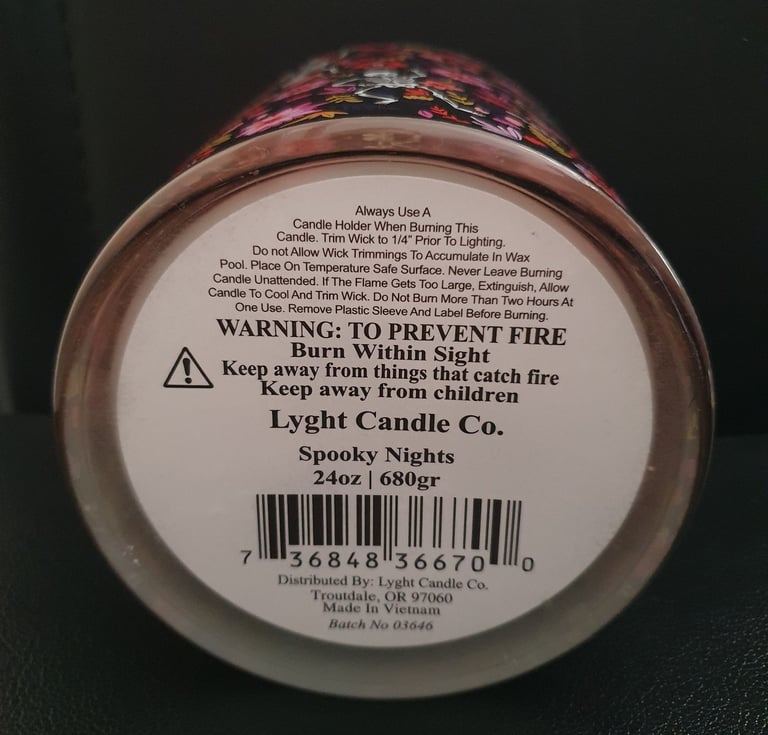 Always Use A
Candle Holder When Burning This
Candle. Trim Wick to 1/4" Prior To Lighting.
Do not Allow Wick Trimmings To Accumulate In Wax
Pool. Place On Temperature Safe Surface. Never Leave Burning
Candle Unattended. If The Flame Gets Too Large, Extinguish, Allow
Candle To Cool And Trim Wick. Do Not Burn More Than Two Hours At
One Use. Remove Plastic Sleeve And Label Before Burning.
WARNING: TO PREVENT FIRE
Burn Within Sight
Keep away from things that catch fire
Keep away from children
Lyght Candle Co.
Spooky Nights
24oz | 680gr
7 36848 36670 0
Distributed By: Lyght Candle Co.
Troutdale, OR 97060
Made In Vietnam
Batch No 03646